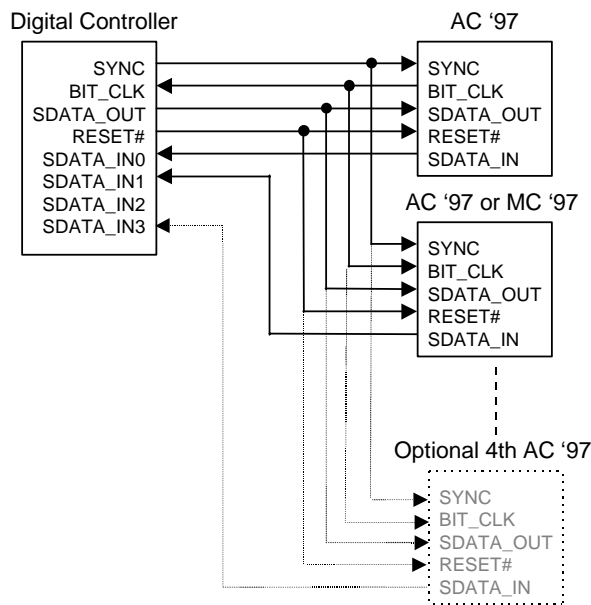 Digital Controller
SYNC
BIT_CLK
SDATA_OUT
RESET#
SDATA_IN0
SDATA_IN1
SDATA_IN2
SDATA_IN3
AC ‘97
SYNC
BIT_CLK
SDATA_OUT
RESET#
SDATA_IN
AC ‘97 or MC ‘97
SYNC
BIT_CLK
SDATA_OUT
RESET#
SDATA_IN
Optional 4th AC ‘97
SYNC
BIT_CLK
SDATA_OUT
RESET#
SDATA_IN